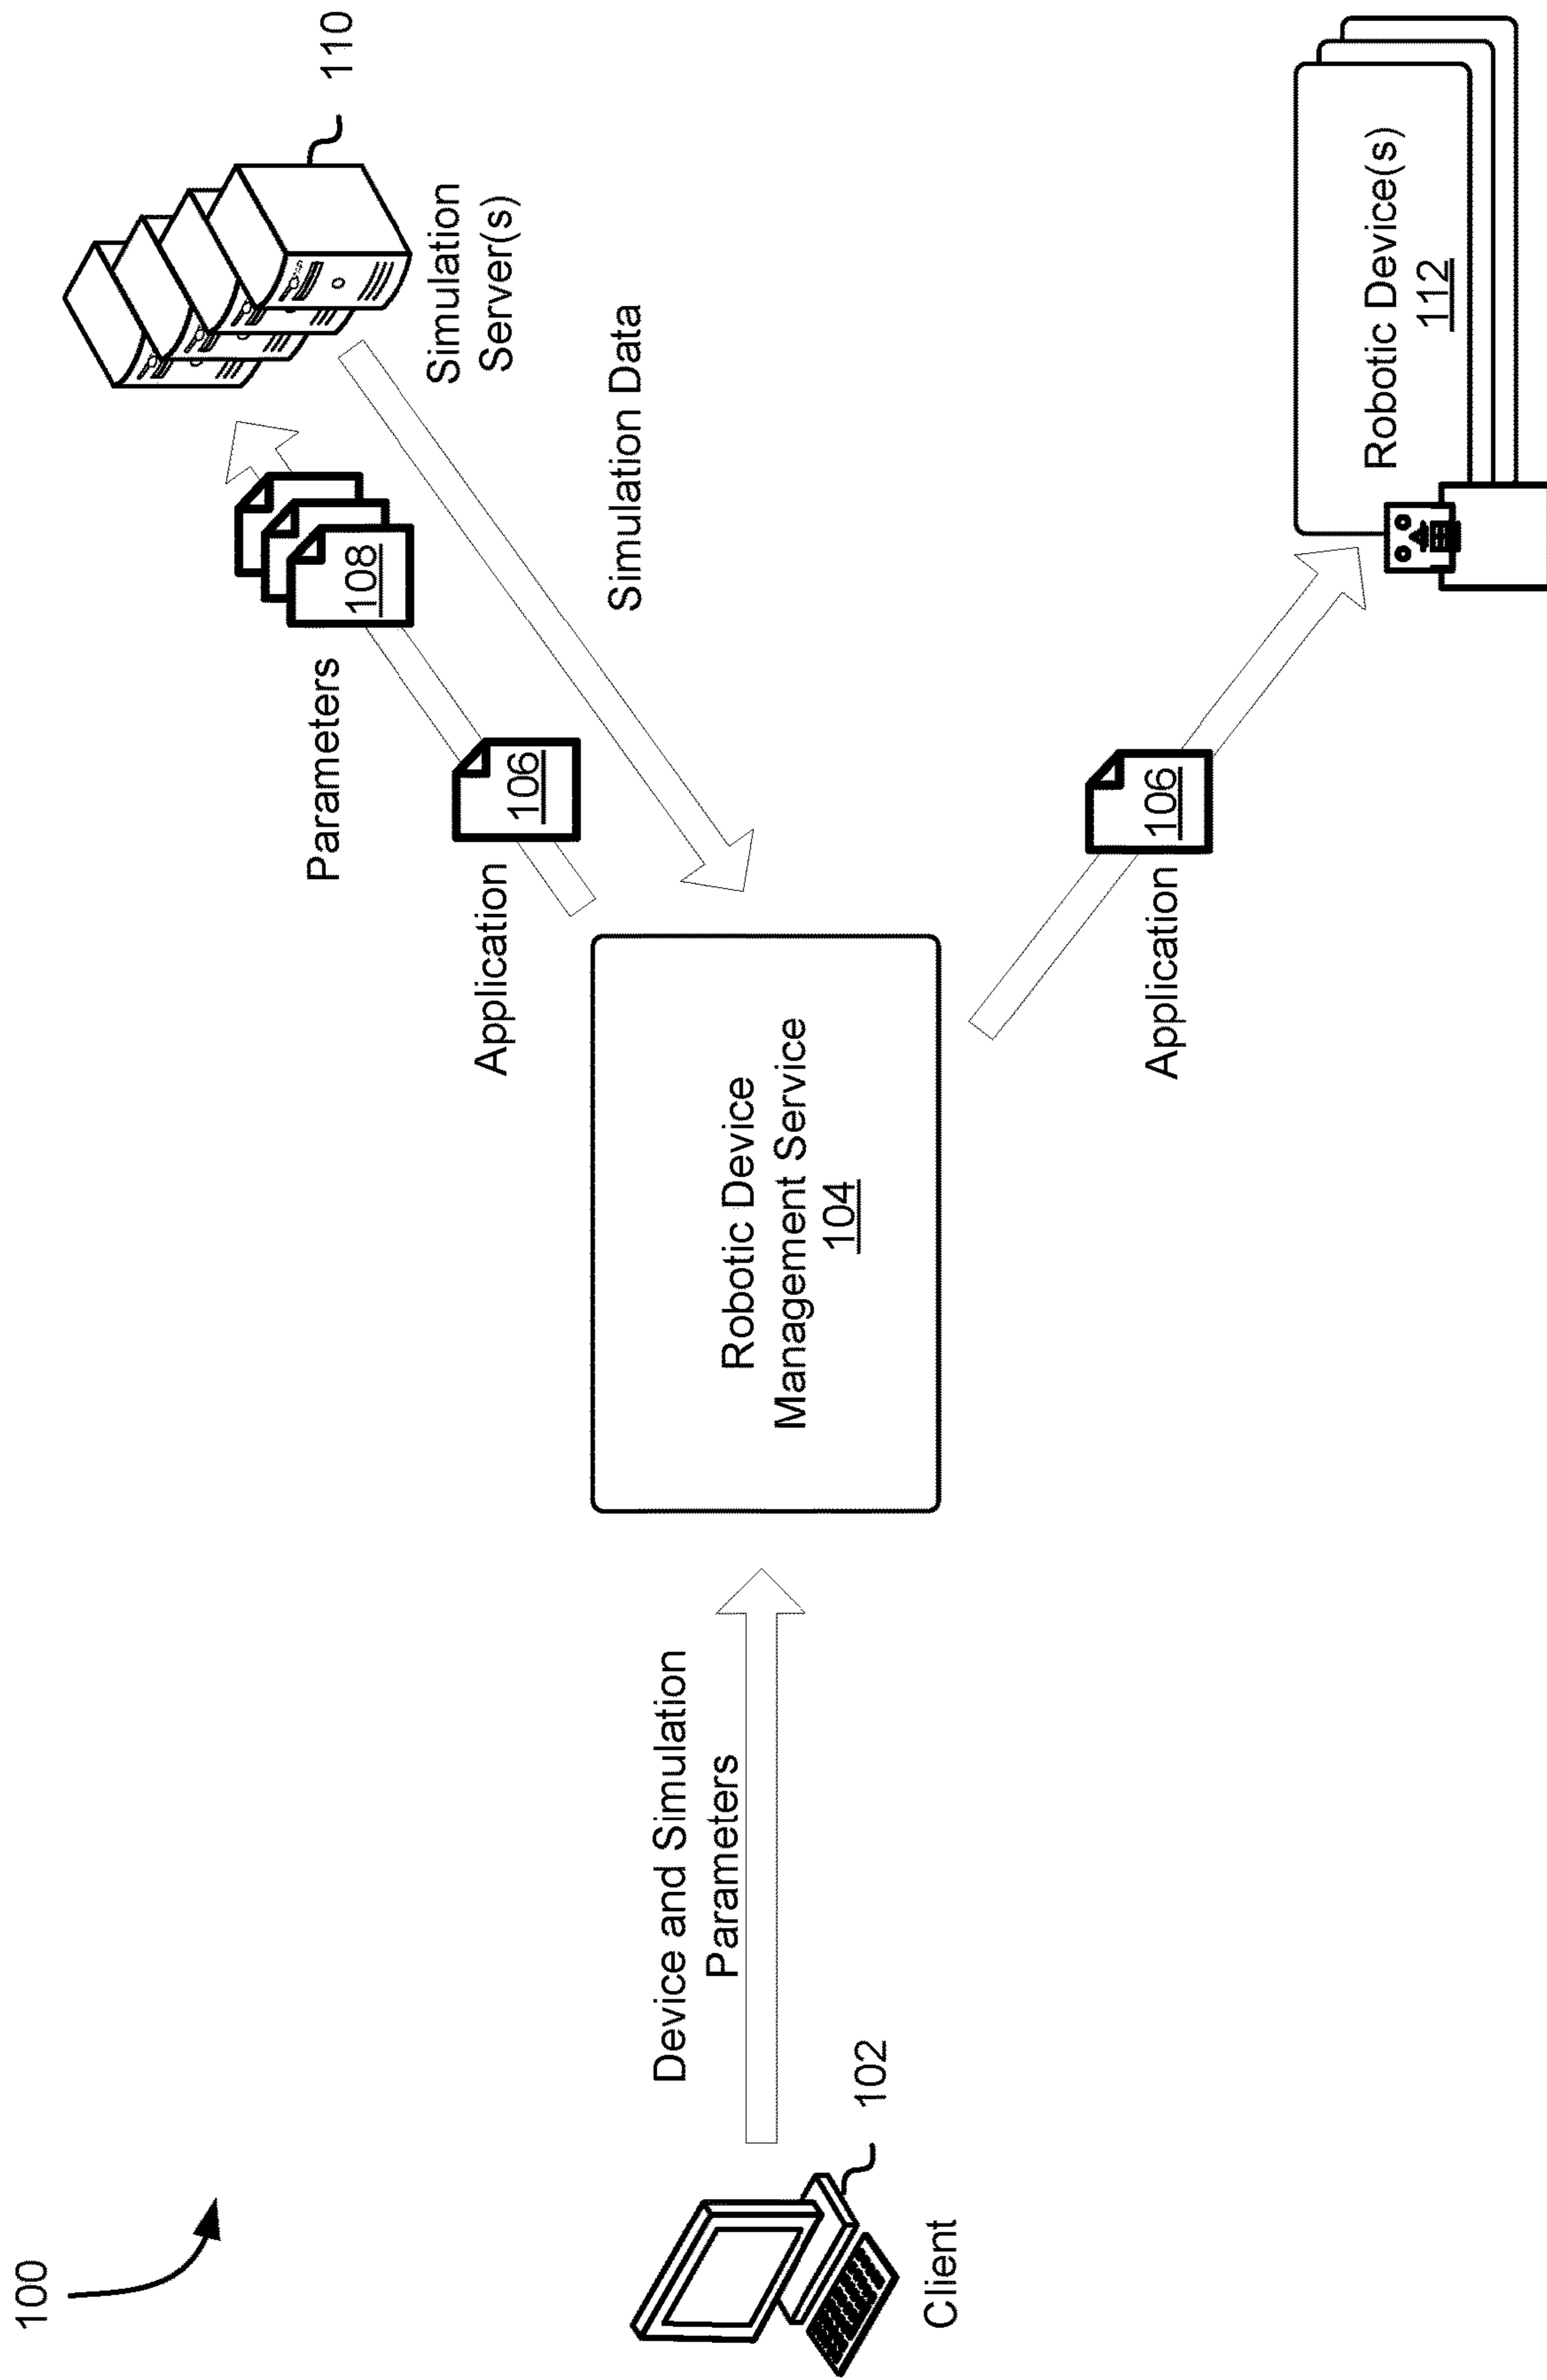 100
110
Simulation
Server(s)
Parameters
108
Application
106
Simulation Data
Device and Simulation
Parameters
Robotic Device
Management Service
104
102
Client
Application
106
Robotic Device(s)
112